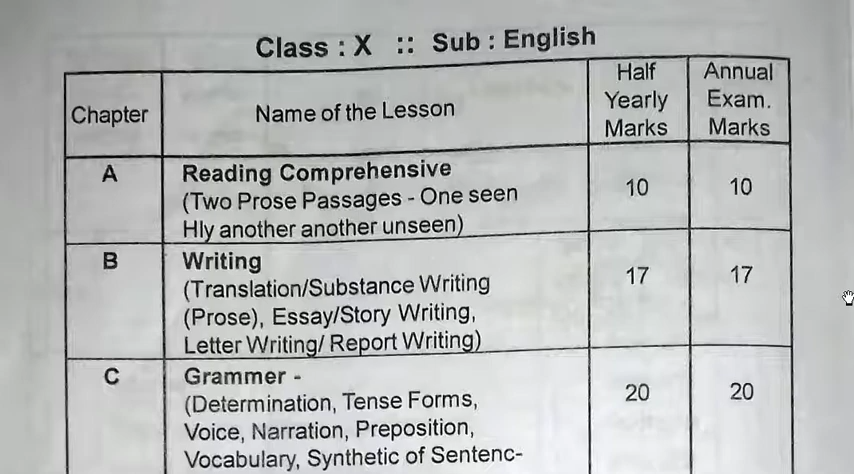 Class : X :: Sub : English
Chapter
Name of the Lesson
Half
Yearly
Marks
Annual
Exam.
Marks
A
Reading Comprehensive
(Two Prose Passages - One seen
Hly another another unseen)
10
10
B
Writing
(Translation/Substance Writing
(Prose), Essay/Story Writing,
Letter Writing/ Report Writing)
17
17
C
Grammer -
(Determination, Tense Forms,
Voice, Narration, Preposition,
Vocabulary, Synthetic of Sentenc-
20
20